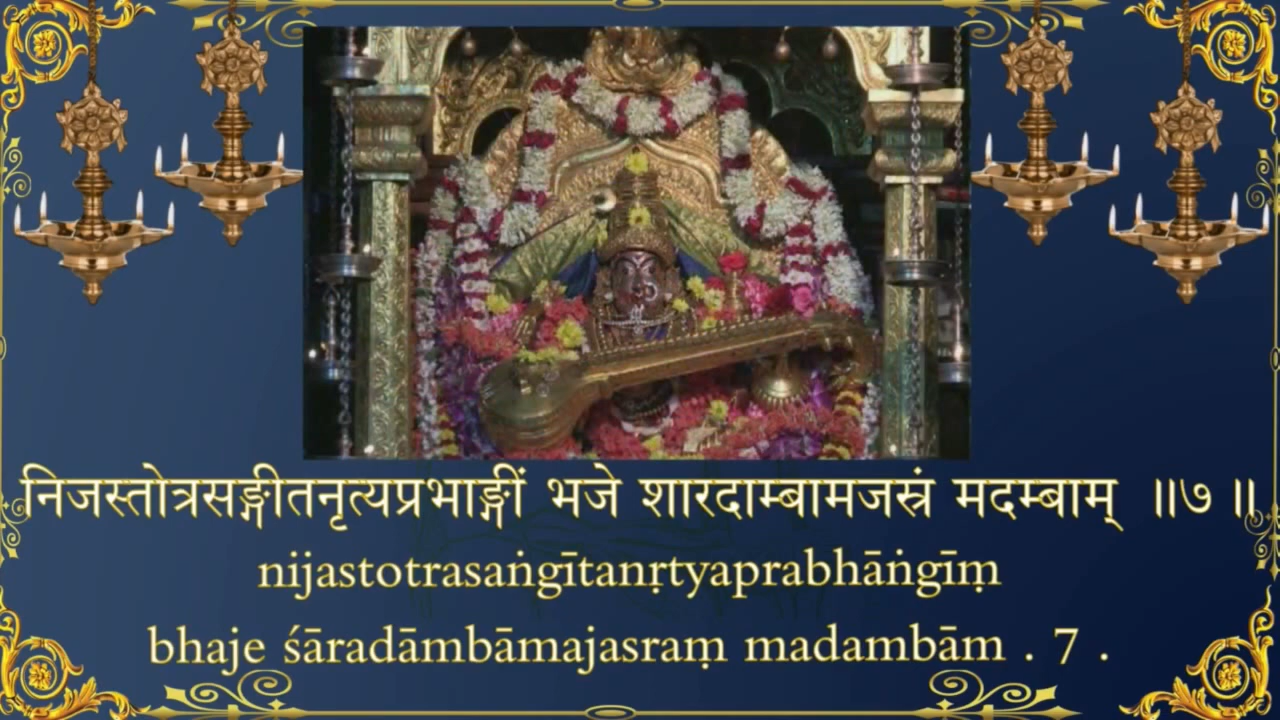 निजस्तोत्रसङ्गीतनृत्यप्रभाङ्गीं भजे शारदाम्बामजस्रं मदम्बाम् ॥७॥
nijastotrasaṅgītanṛtyaprabhāṅgīṃ
bhaje śāradāmbāmajasraṃ madambām . 7 .